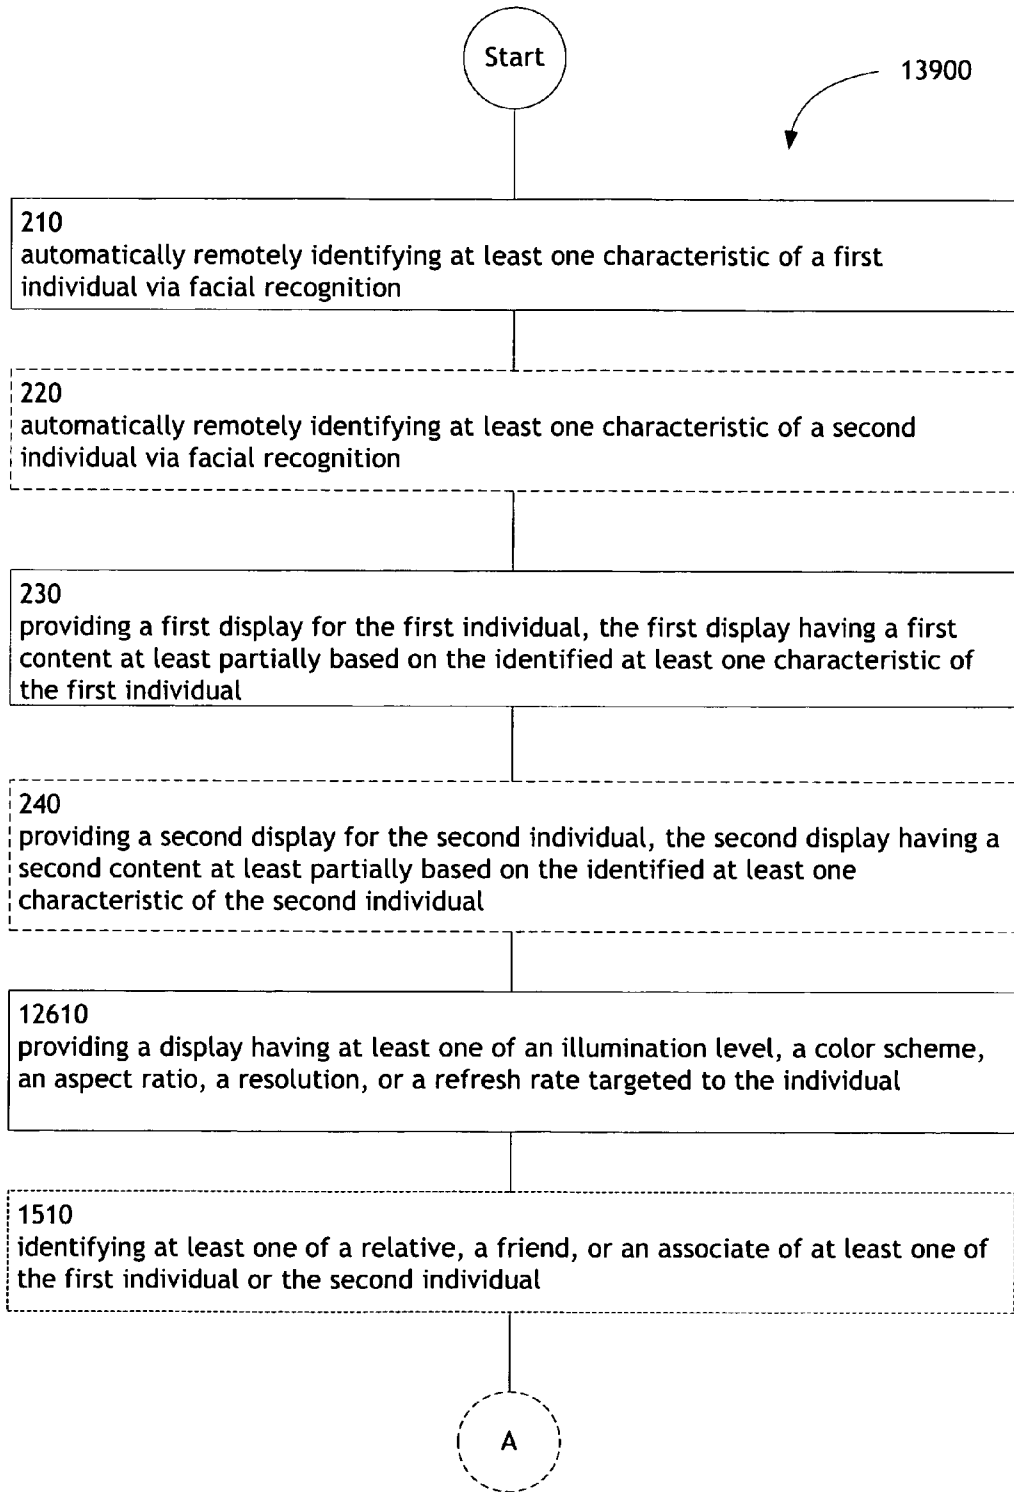 Start
13900
210
automatically remotely identifying at least one characteristic of a first
individual via facial recognition
220
automatically remotely identifying at least one characteristic of a second
individual via facial recognition
230
providing a first display for the first individual, the first display having a first
content at least partially based on the identified at least one characteristic of
the first individual
240
providing a second display for the second individual, the second display having a
second content at least partially based on the identified at least one
characteristic of the second individual
12610
providing a display having at least one of an illumination level, a color scheme,
an aspect ratio, a resolution, or a refresh rate targeted to the individual
1510
identifying at least one of a relative, a friend, or an associate of at least one of
the first individual or the second individual
A